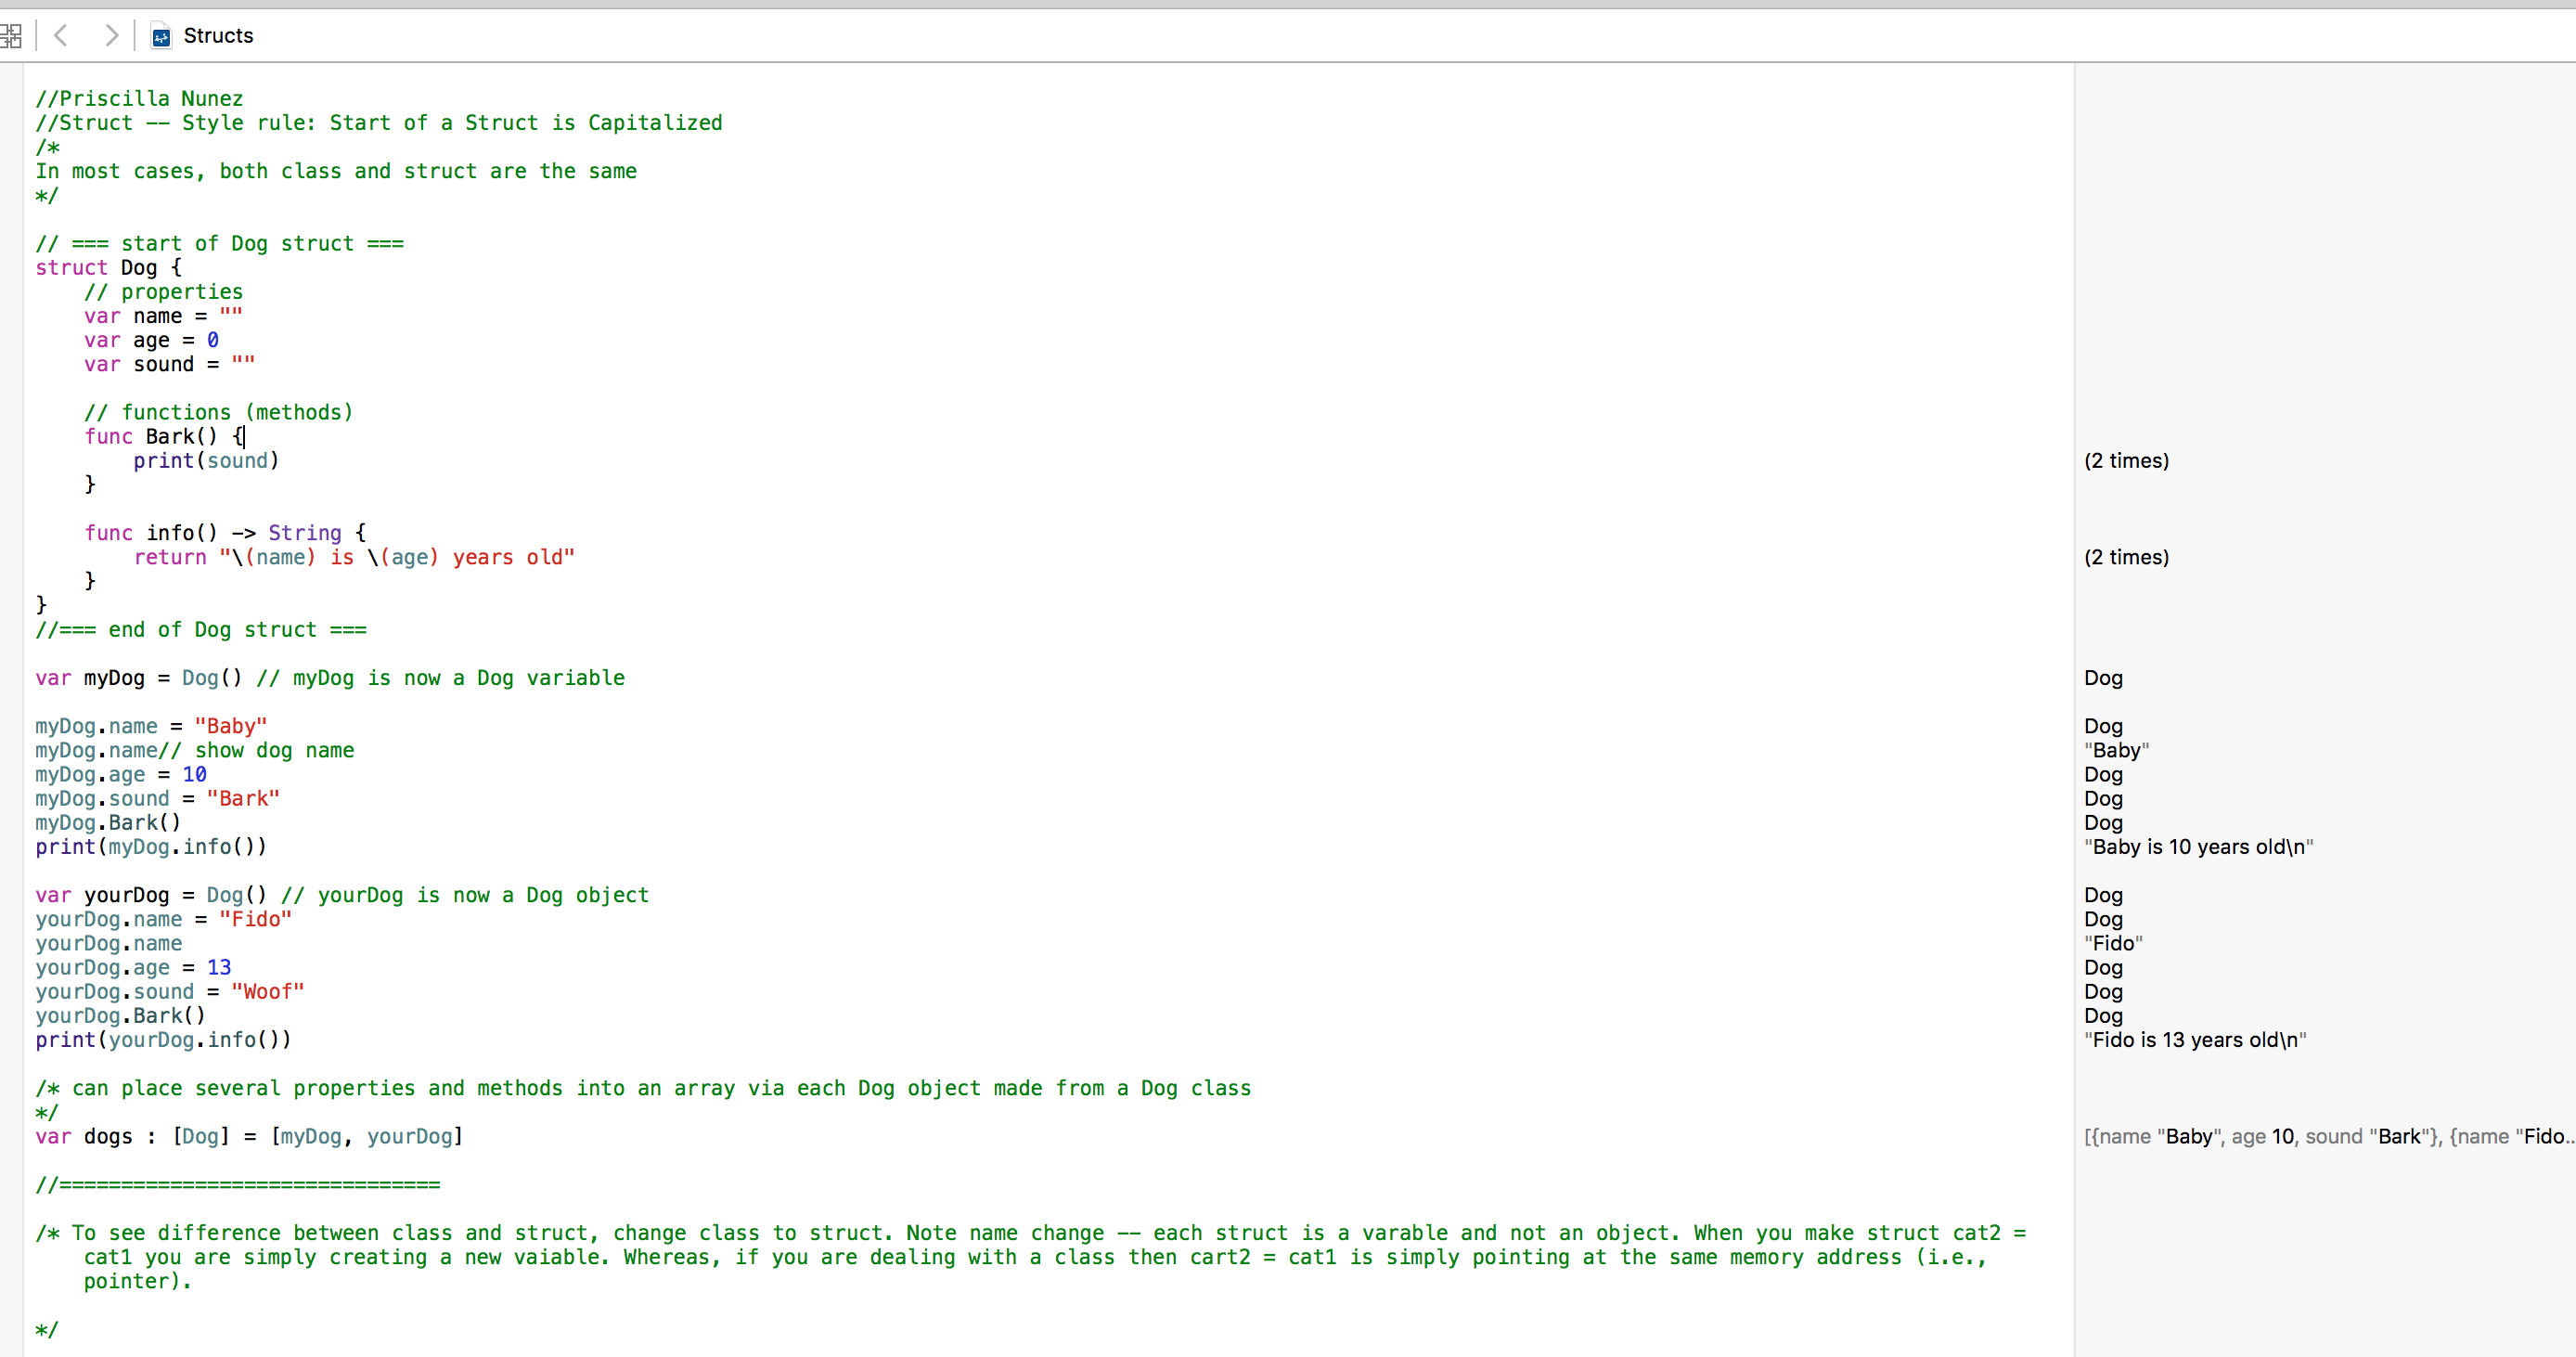 Structs
//Priscilla Nunez
//Struct -- Style rule: Start of a Struct is Capitalized
/*
In most cases, both class and struct are the same
*/
// === start of Dog struct ===
struct Dog {
    // properties
    var name = ""
    var age = 0
    var sound = ""
    // functions (methods)
    func Bark() {
        print(sound) (2 times)
    }
    func info() -> String {
        return "\(name) is \(age) years old" (2 times)
    }
}
//=== end of Dog struct ===
var myDog = Dog() // myDog is now a Dog variable Dog
myDog.name = "Baby" Dog
myDog.name// show dog name "Baby"
myDog.age = 10 Dog
myDog.sound = "Bark" Dog
myDog.Bark() Dog
print(myDog.info()) "Baby is 10 years old\n"
var yourDog = Dog() // yourDog is now a Dog object Dog
yourDog.name = "Fido" Dog
yourDog.name "Fido"
yourDog.age = 13 Dog
yourDog.sound = "Woof" Dog
yourDog.Bark() Dog
print(yourDog.info()) "Fido is 13 years old\n"
/* can place several properties and methods into an array via each Dog object made from a Dog class
*/
var dogs : [Dog] = [myDog, yourDog] [{name "Baby", age 10, sound "Bark"}, {name "Fido...
//===============================
/* To see difference between class and struct, change class to struct. Note name change -- each struct is a varable and not an object. When you make struct cat2 =
    cat1 you are simply creating a new vaiable. Whereas, if you are dealing with a class then cart2 = cat1 is simply pointing at the same memory address (i.e.,
    pointer).
*/